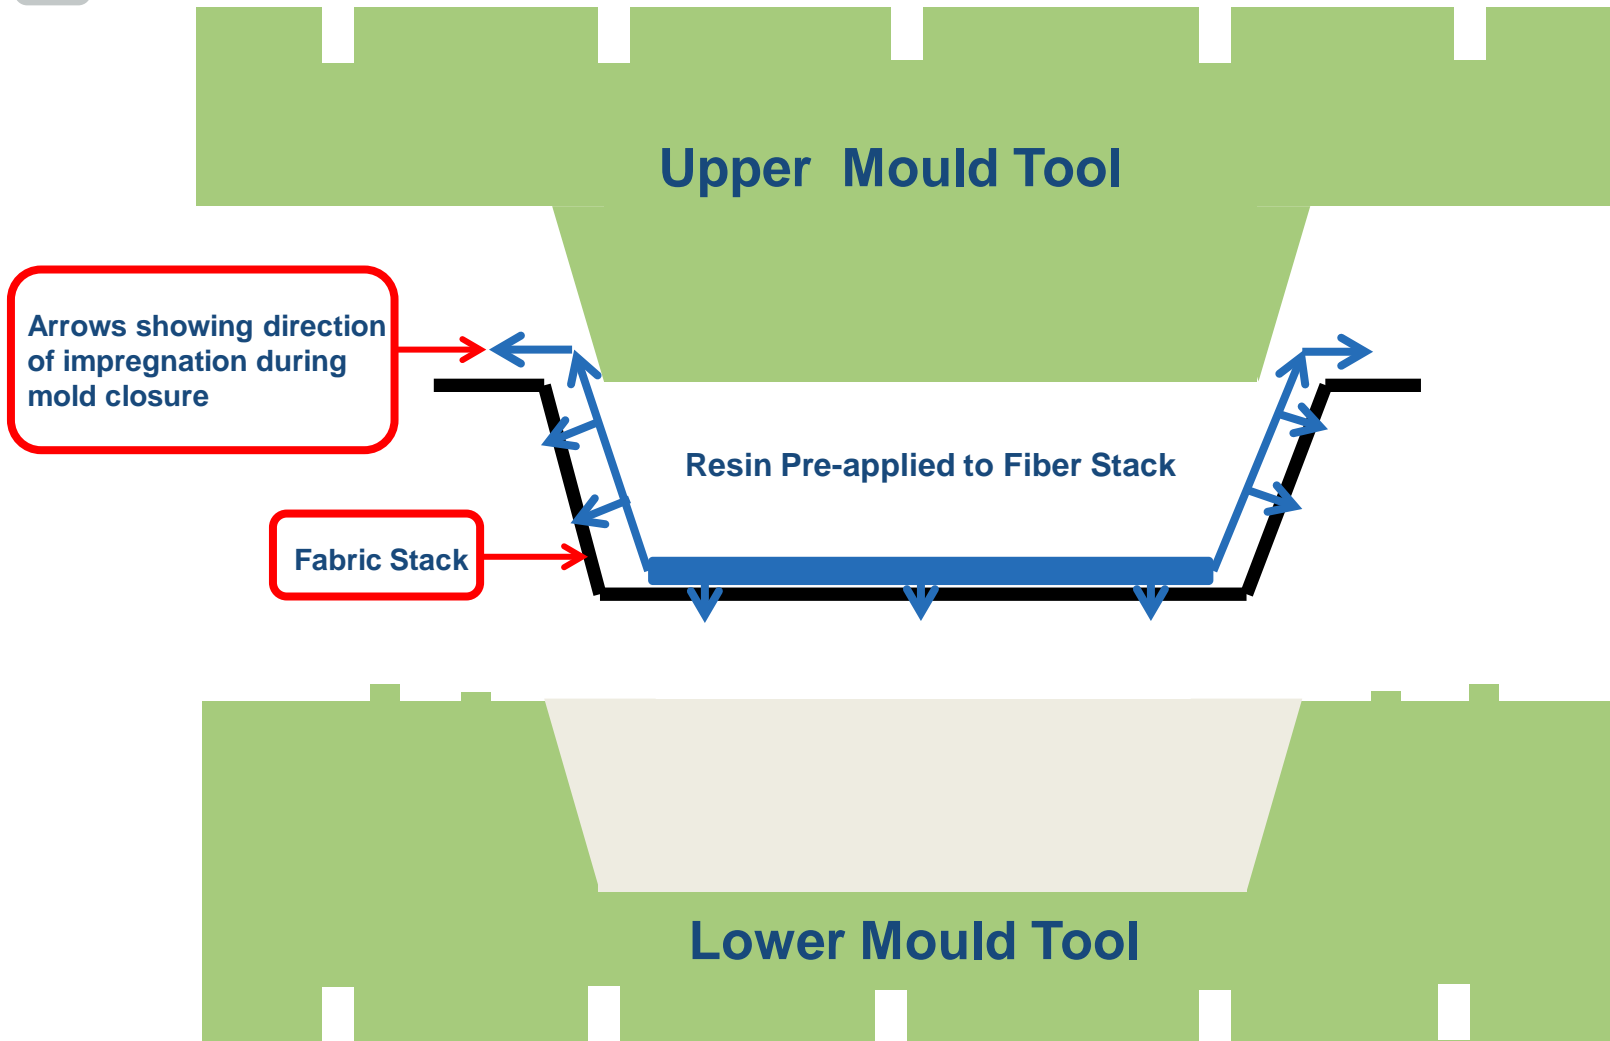 Upper Mould Tool
Arrows showing direction
of impregnation during
mold closure
Resin Pre-applied to Fiber Stack
Fabric Stack
Lower Mould Tool